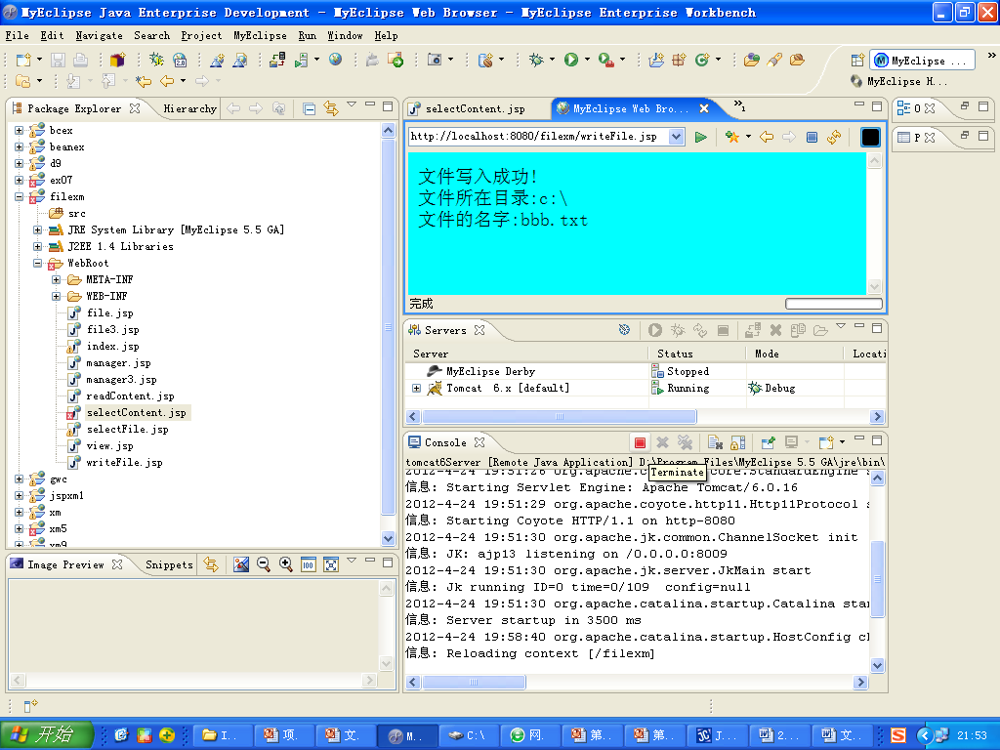 MyEclipse Java Enterprise Development - MyEclipse Web Browser - MyEclipse Enterprise Workbench
File Edit Navigate Search Project MyEclipse Run Window Help
MyEclipse ...
MyEclipse H...
Package Explorer
Hierarchy
bcex
beanex
d9
ex07
filexm
src
JRE System Library [MyEclipse 5.5 GA]
J2EE 1.4 Libraries
WebRoot
META-INF
WEB-INF
file.jsp
file3.jsp
index.jsp
manager.jsp
manager3.jsp
readContent.jsp
selectContent.jsp
selectFile.jsp
view.jsp
writeFile.jsp
gwc
jspxm1
xm
xm5
xm9
Image Preview
Snippets
100
selectContent.jsp
MyEclipse Web Bro...
»1
http://localhost:8080/filexm/writeFile.jsp
文件写入成功!
文件所在目录:c:\
文件的名字:bbb.txt
完成
O
P
Servers
Server Status Mode Locati
MyEclipse Derby Stopped
Tomcat 6.x [default] Running Debug
Console
tomcat6Server [Remote Java Application] D:\Program Files\MyEclipse 5.5 GA\jre\bin\
Terminate
信息: Starting Servlet Engine: Apache Tomcat/6.0.16
2012-4-24 19:51:29 org.apache.coyote.http11.Http11Protocol s
信息: Starting Coyote HTTP/1.1 on http-8080
2012-4-24 19:51:30 org.apache.jk.common.ChannelSocket init
信息: JK: ajp13 listening on /0.0.0.0:8009
2012-4-24 19:51:30 org.apache.jk.server.JkMain start
信息: Jk running ID=0 time=0/109  config=null
2012-4-24 19:51:30 org.apache.catalina.startup.Catalina star
信息: Server startup in 3500 ms
2012-4-24 19:58:40 org.apache.catalina.startup.HostConfig ch
信息: Reloading context [/filexm]
开始
I..
项.
文..
M..
C:\
网.
第..
第..
J...
2...
文..
21:53